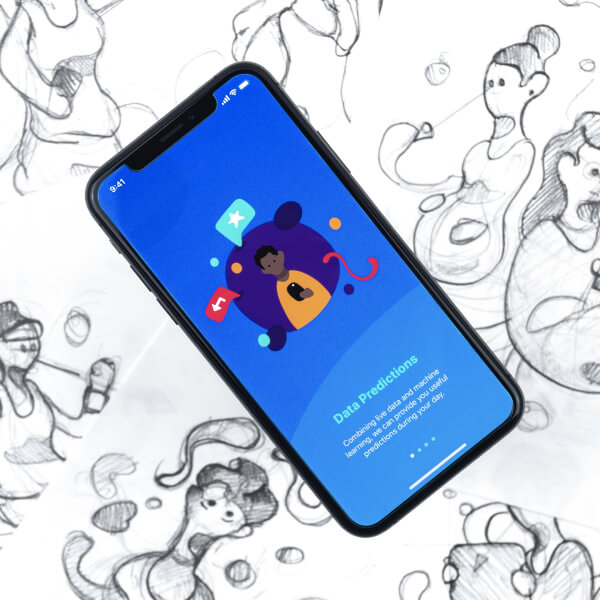 9:41
Data Predictions
Combining live data and machine
learning, we can provide you useful
predictions during your day.